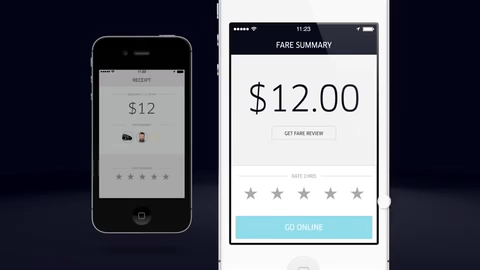 RECEIPT
$12
11:23
FARE SUMMARY
$12.00
GET FARE REVIEW
RATE CHRIS
GO ONLINE